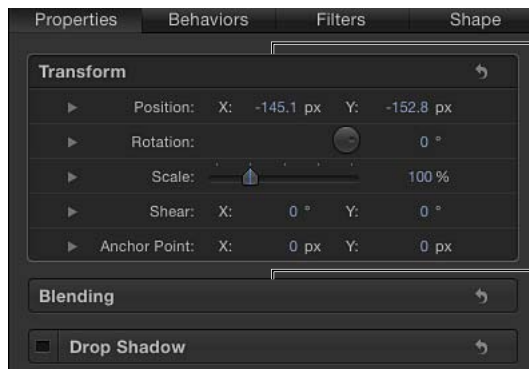 Properties Behaviors Filters Shape
Transform
Position: X: -145.1 px Y: -152.8 px
Rotation: 0 °
Scale: 100 %
Shear: X: 0 ° Y: 0 °
Anchor Point: X: 0 px Y: 0 px
Blending
Drop Shadow